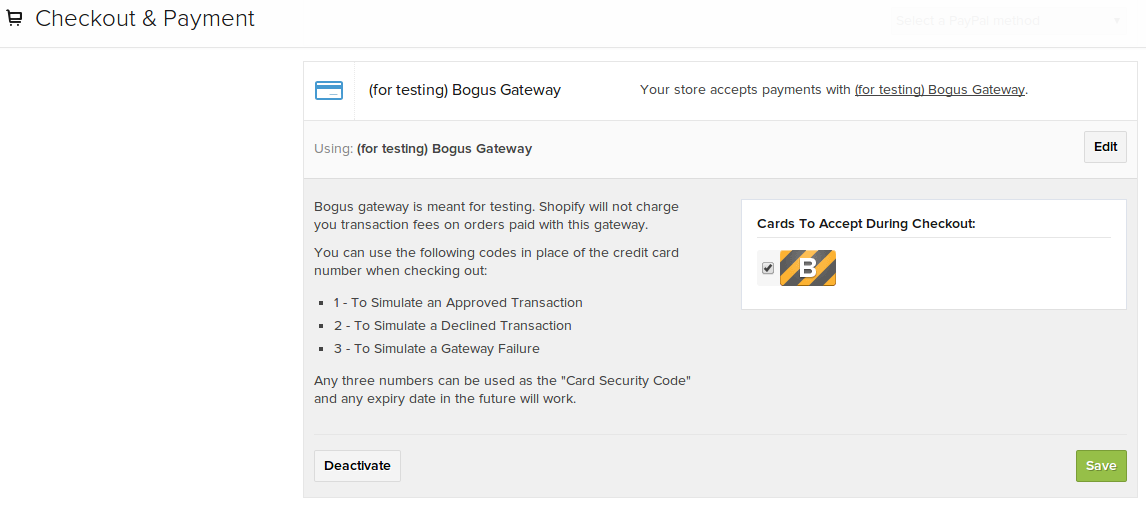 Checkout & Payment
Select a PayPal method
(for testing) Bogus Gateway
Your store accepts payments with (for testing) Bogus Gateway.
Using: (for testing) Bogus Gateway
Edit
Bogus gateway is meant for testing. Shopify will not charge
you transaction fees on orders paid with this gateway.
You can use the following codes in place of the credit card
number when checking out:
1 - To Simulate an Approved Transaction
2 - To Simulate a Declined Transaction
3 - To Simulate a Gateway Failure
Any three numbers can be used as the "Card Security Code"
and any expiry date in the future will work.
Cards To Accept During Checkout:
B
Deactivate
Save